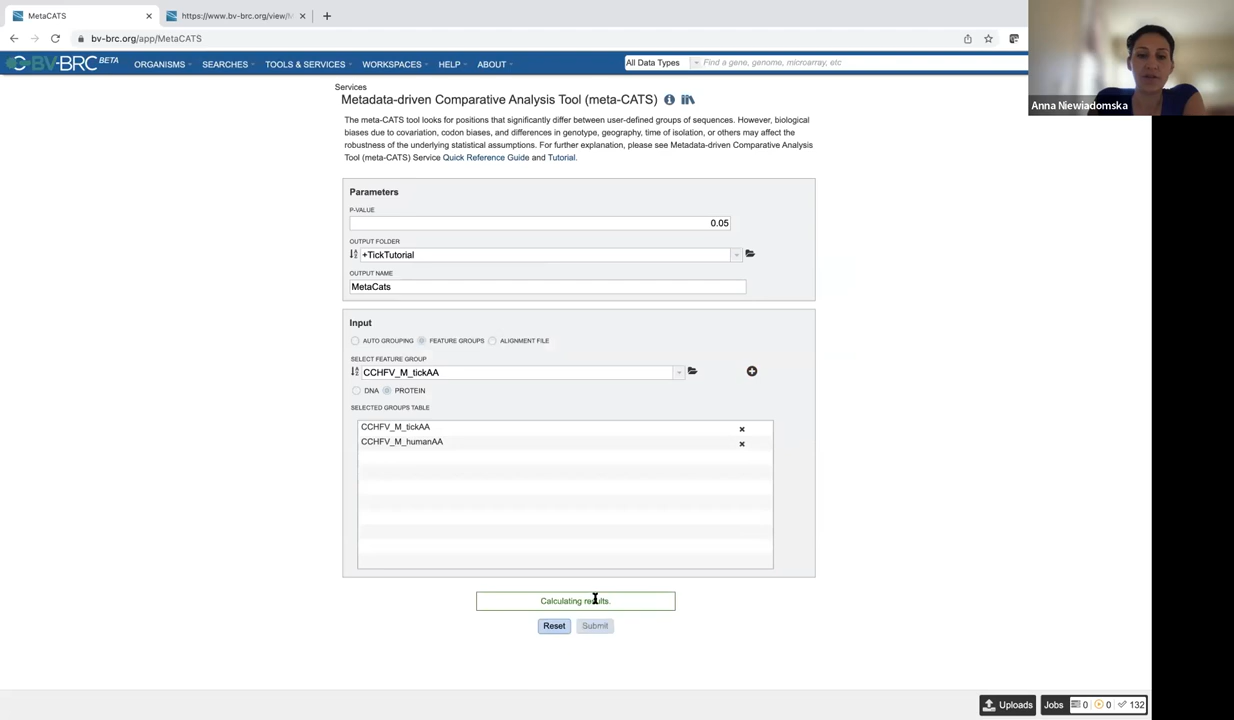 MetaCATS
https://www.bv-brc.org/view/M
bv-brc.org/app/MetaCATS
BV-BRC BETA
ORGANISMS
SEARCHES
TOOLS & SERVICES
WORKSPACES
HELP
ABOUT
All Data Types
Find a gene, genome, microarray, etc
Anna Niewiadomska
Services
Metadata-driven Comparative Analysis Tool (meta-CATS)
The meta-CATS tool looks for positions that significantly differ between user-defined groups of sequences. However, biological
biases due to covariation, codon biases, and differences in genotype, geography, time of isolation, or others may affect the
robustness of the underlying statistical assumptions. For further explanation, please see Metadata-driven Comparative Analysis
Tool (meta-CATS) Service Quick Reference Guide and Tutorial.
Parameters
P-VALUE
0.05
OUTPUT FOLDER
+TickTutorial
OUTPUT NAME
MetaCats
Input
AUTO GROUPING FEATURE GROUPS ALIGNMENT FILE
SELECT FEATURE GROUP
CCHFV_M_tickAA
DNA PROTEIN
SELECTED GROUPS TABLE
CCHFV_M_tickAA
CCHFV_M_humanAA
Calculating results.
Reset Submit
Uploads Jobs 0 0 132